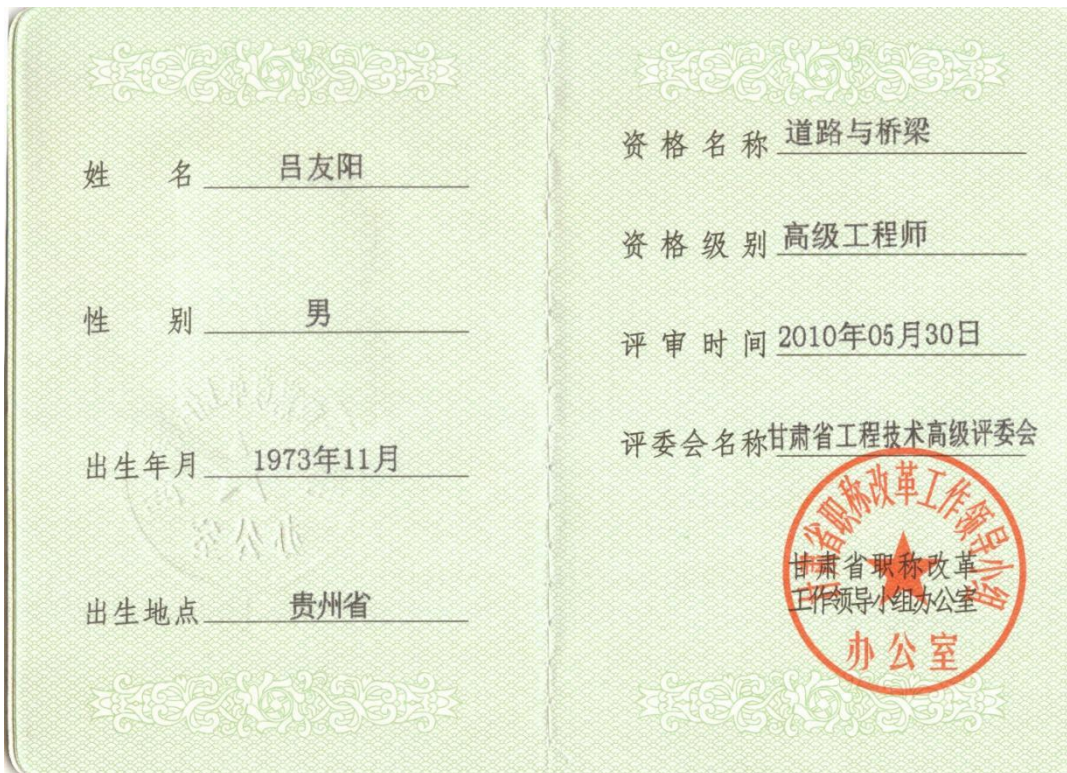 姓 名 吕友阳
性 别 男
出生年月 1973年11月
出生地点 贵州省
资格名称 道路与桥梁
资格级别 高级工程师
评审时间 2010年05月30日
评委会名称 甘肃省工程技术高级评委会
甘肃省职称改革工作领导小组
甘肃省职称改革
工作领导小组办公室
办公室